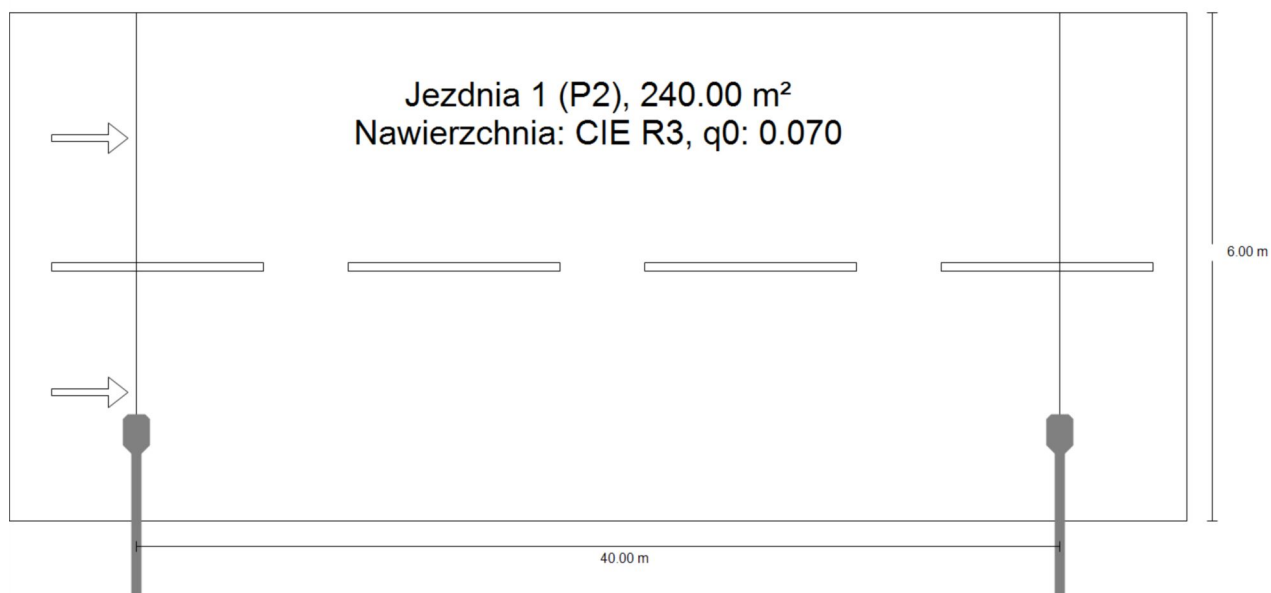 Jezdnia 1 (P2), 240.00 m²
Nawierzchnia: CIE R3, q0: 0.070
6.00 m
40.00 m